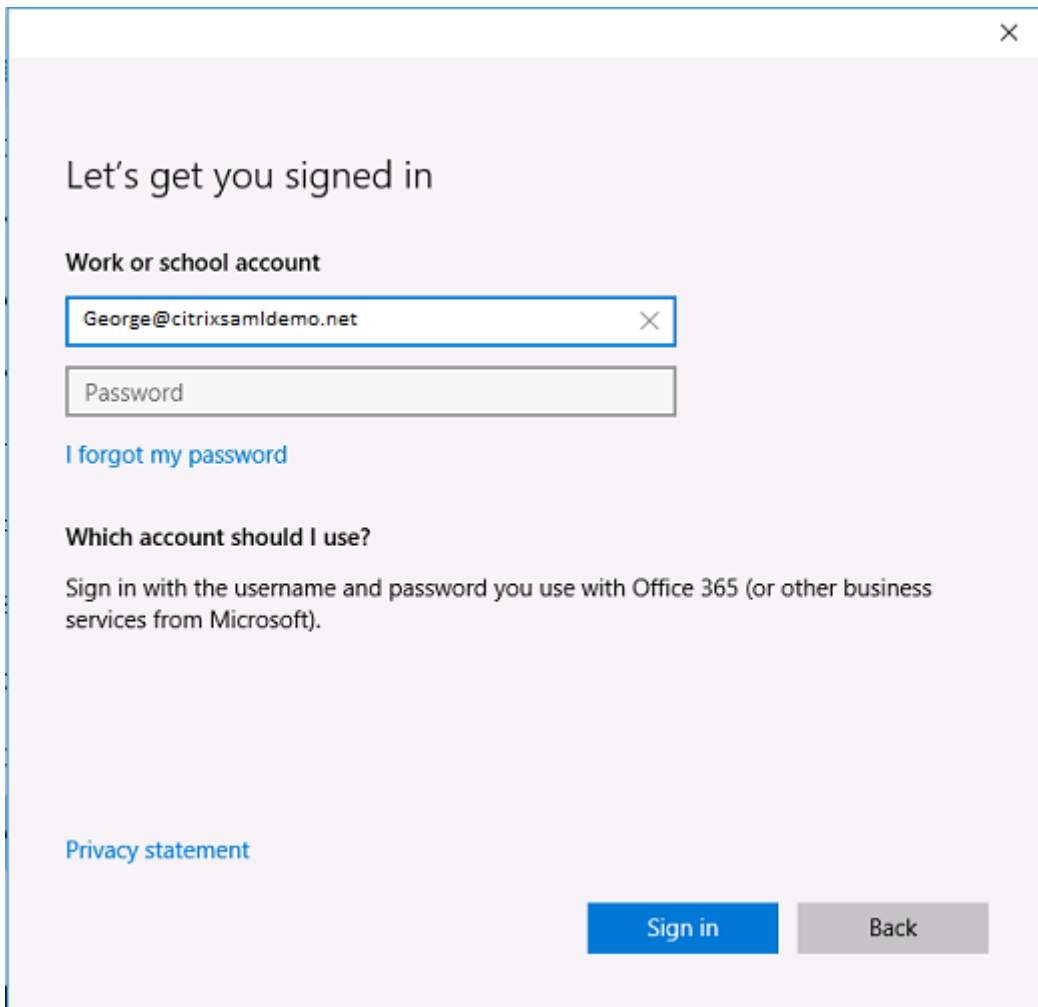 Let's get you signed in
Work or school account
George@citrixsamldemo.net
Password
I forgot my password
Which account should I use?
Sign in with the username and password you use with Office 365 (or other business
services from Microsoft).
Privacy statement
Sign in
Back